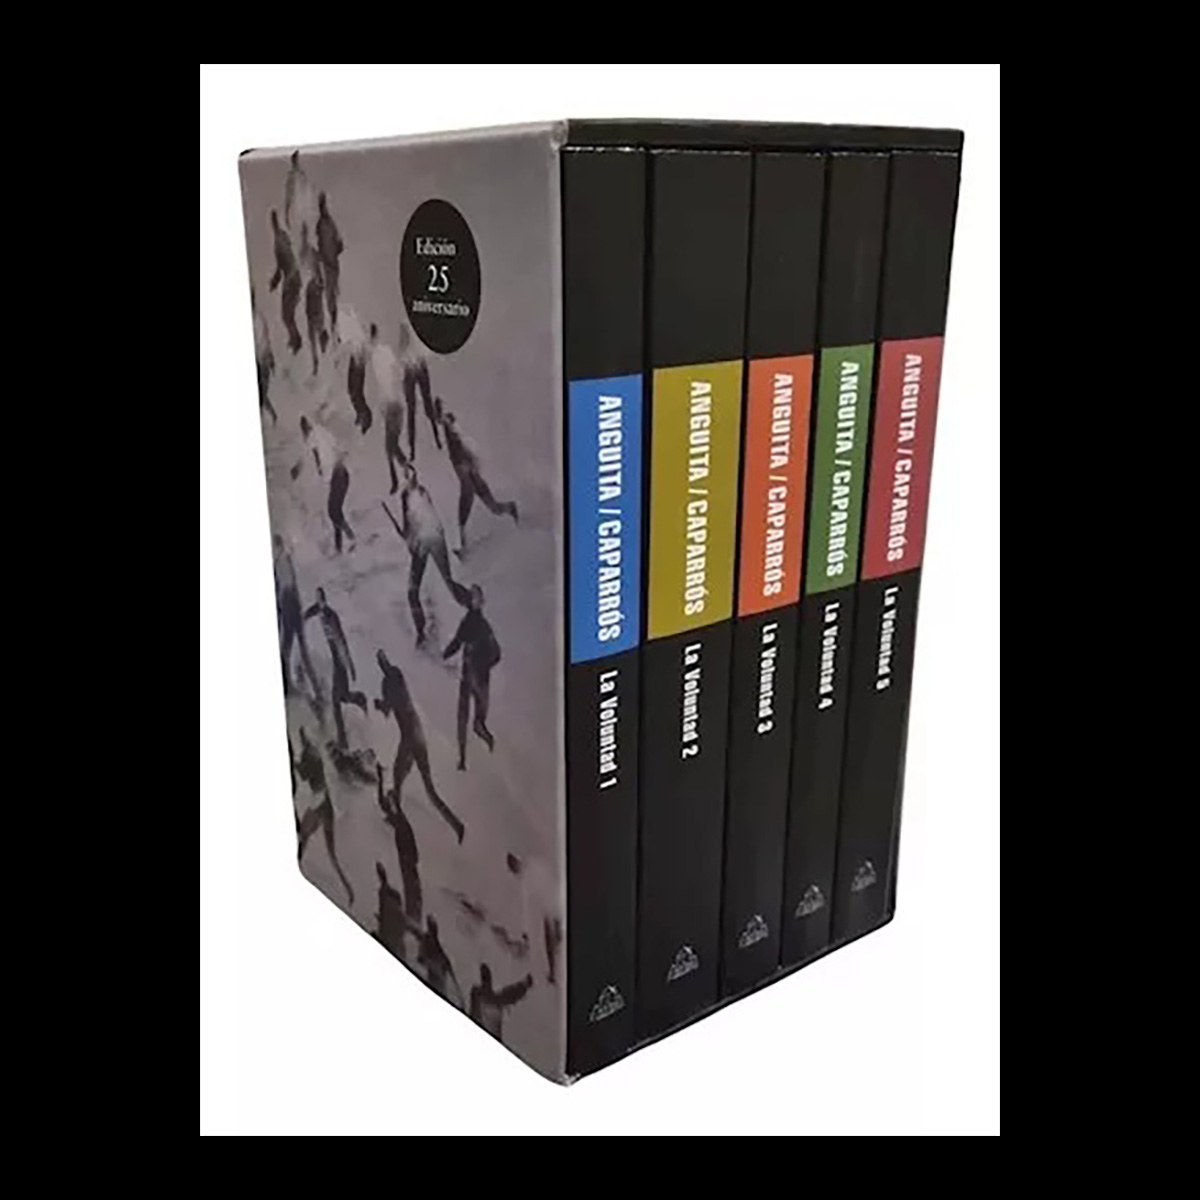 Edición
25
aniversario
ANGUITA / CAPARRÓS La Voluntad 1
ANGUITA / CAPARRÓS La Voluntad 2
ANGUITA / CAPARRÓS La Voluntad 3
ANGUITA / CAPARRÓS La Voluntad 4
ANGUITA / CAPARRÓS La Voluntad 5